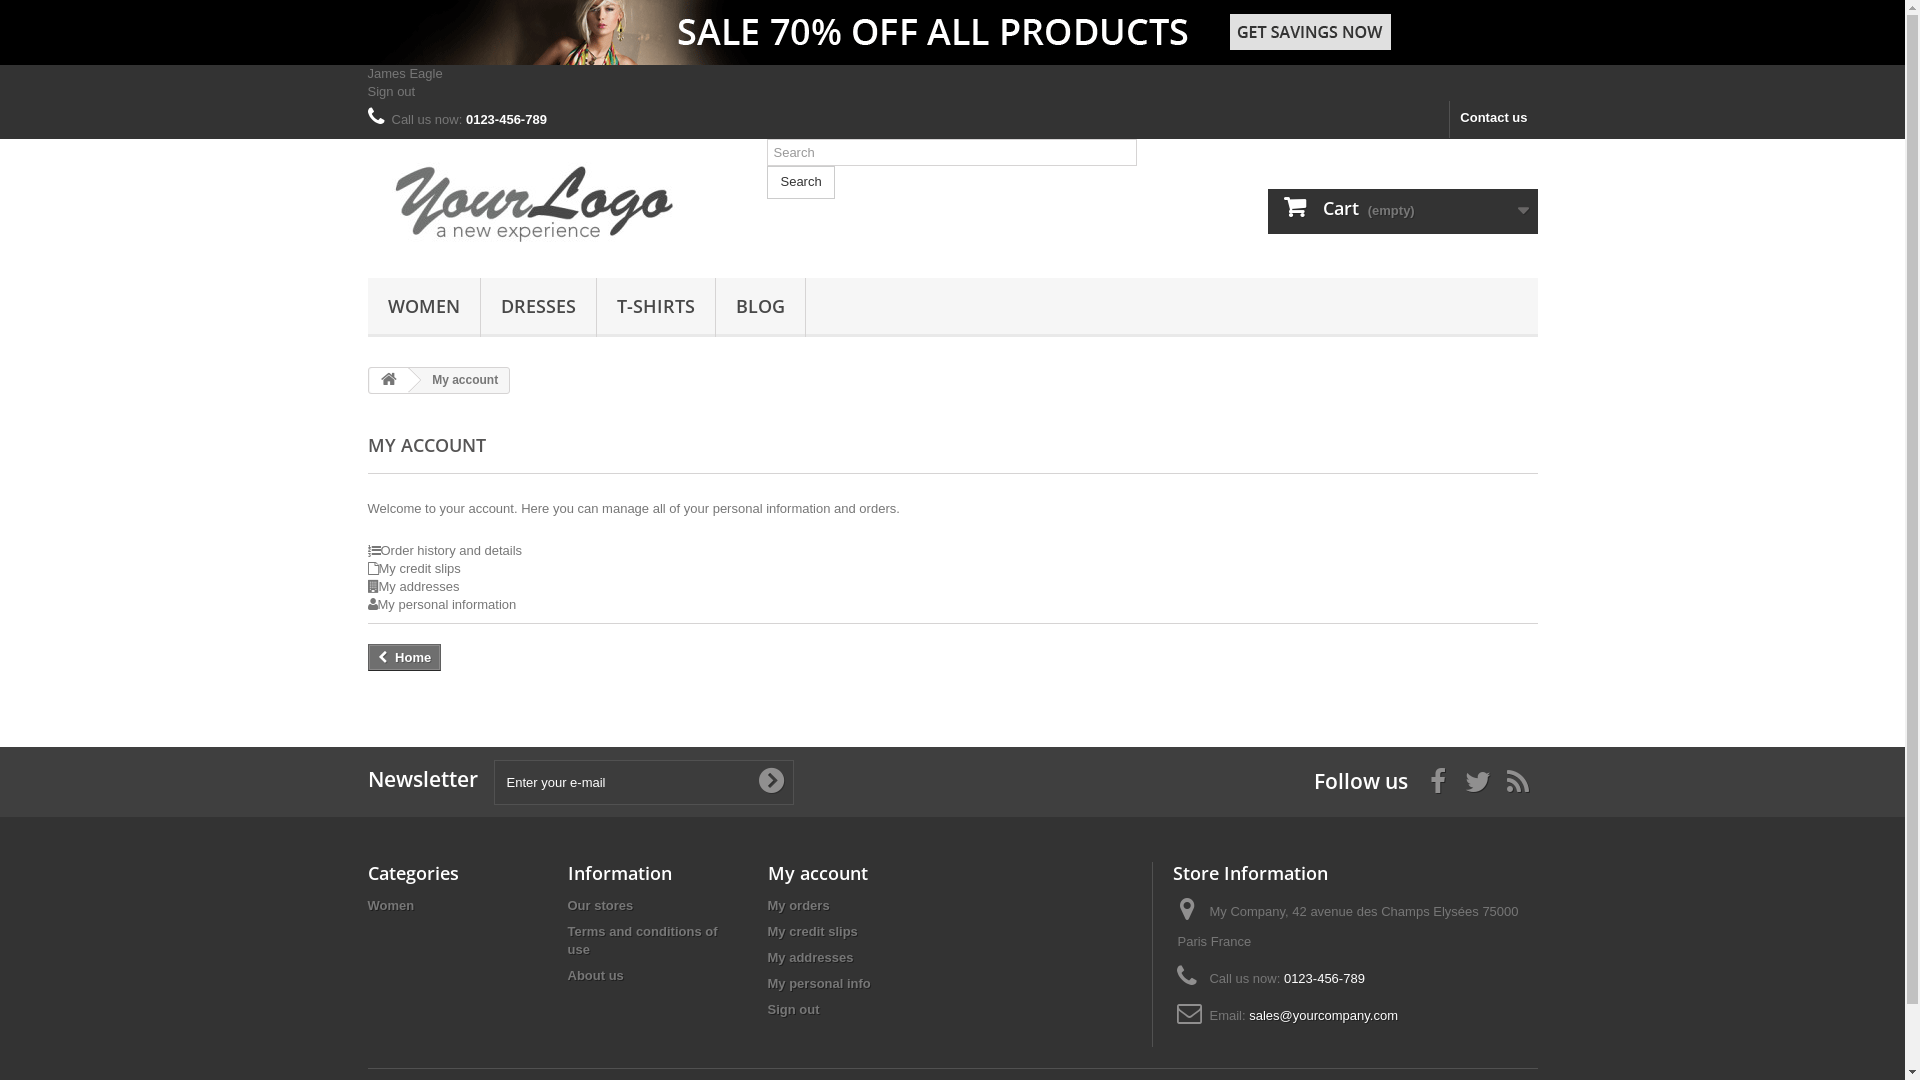 SALE 70% OFF ALL PRODUCTS GET SAVINGS NOW
James Eagle
Sign out
Call us now: 0123-456-789
Contact us
YourLogo
a new experience
Search
Search
Cart (empty)
WOMEN DRESSES T-SHIRTS BLOG
My account
MY ACCOUNT
Welcome to your account. Here you can manage all of your personal information and orders.
Order history and details
My credit slips
My addresses
My personal information
Home
Newsletter
Enter your e-mail
Follow us
Categories
Women
Information
Our stores
Terms and conditions of
use
About us
My account
My orders
My credit slips
My addresses
My personal info
Sign out
Store Information
My Company, 42 avenue des Champs Elysées 75000
Paris France
Call us now: 0123-456-789
Email: sales@yourcompany.com